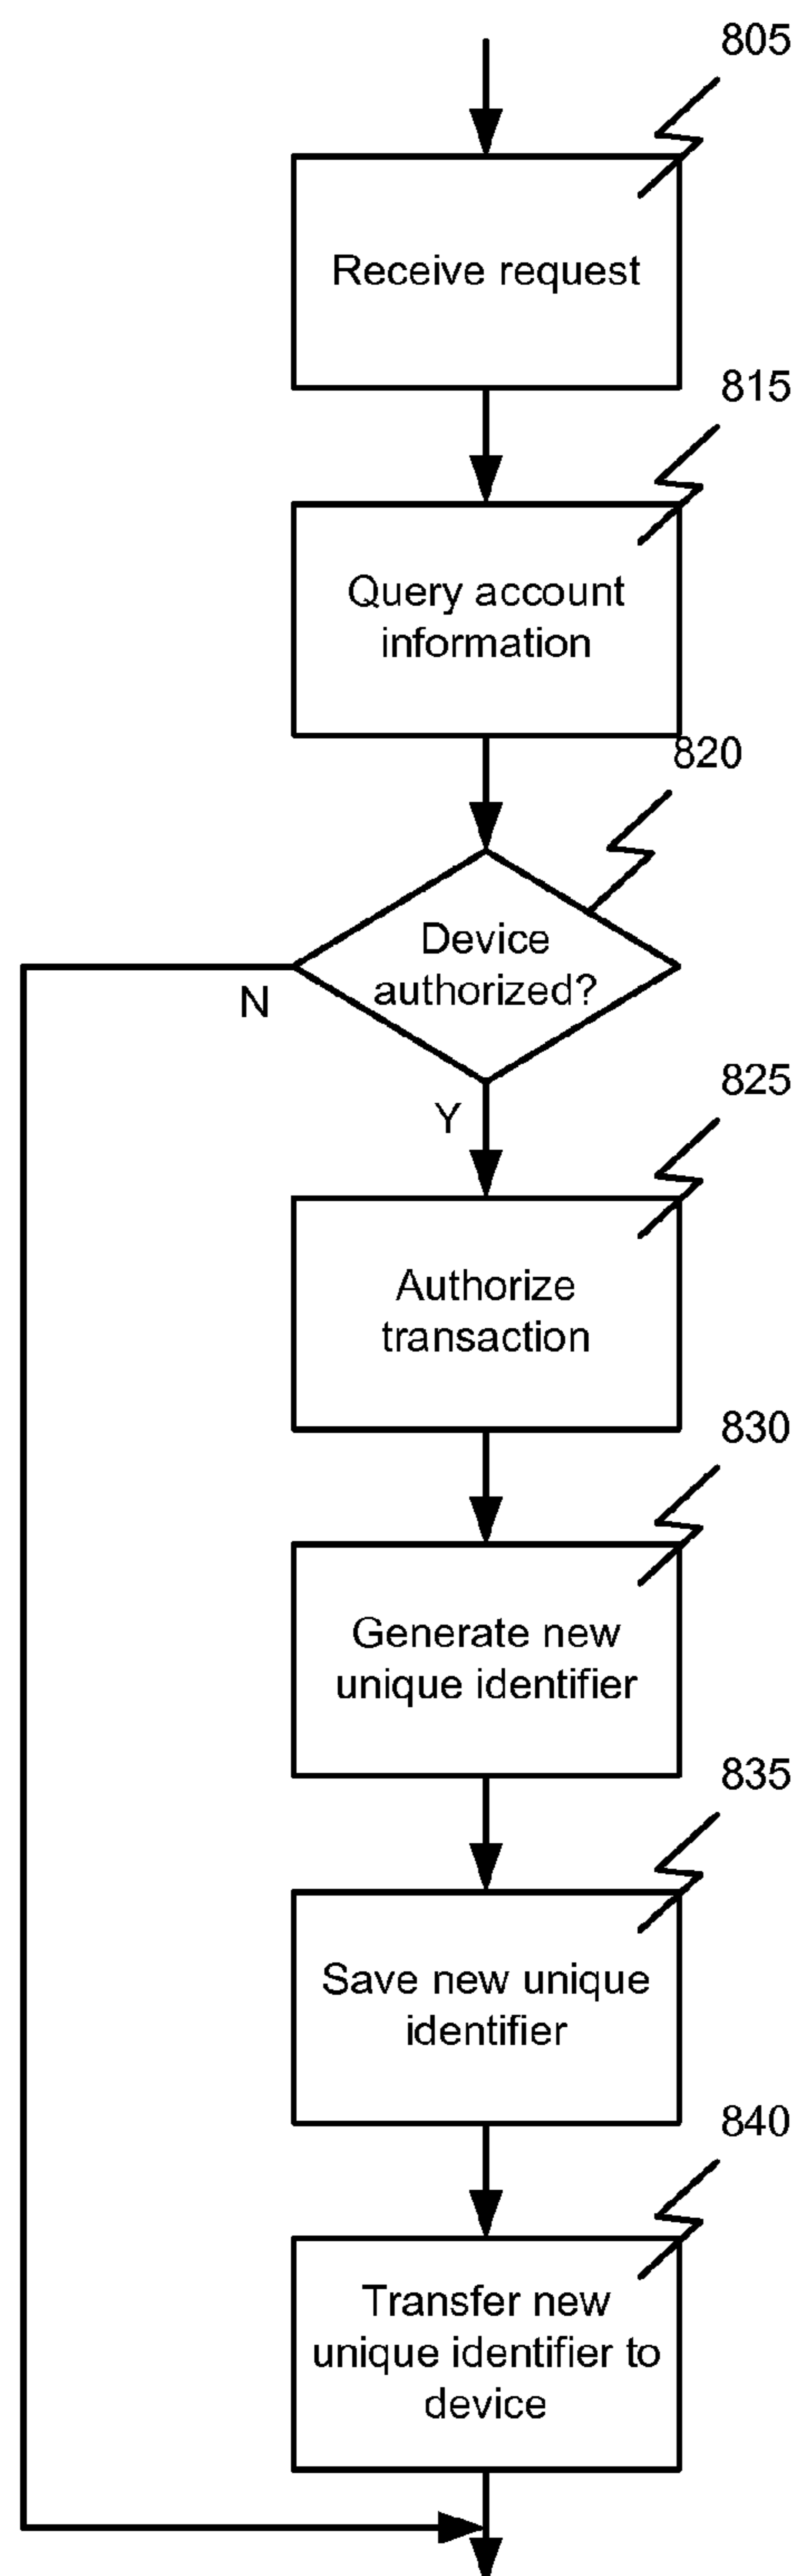 805
Receive request
815
Query account
information
820
Device
authorized?
N
Y
825
Authorize
transaction
830
Generate new
unique identifier
835
Save new unique
identifier
840
Transfer new
unique identifier to
device